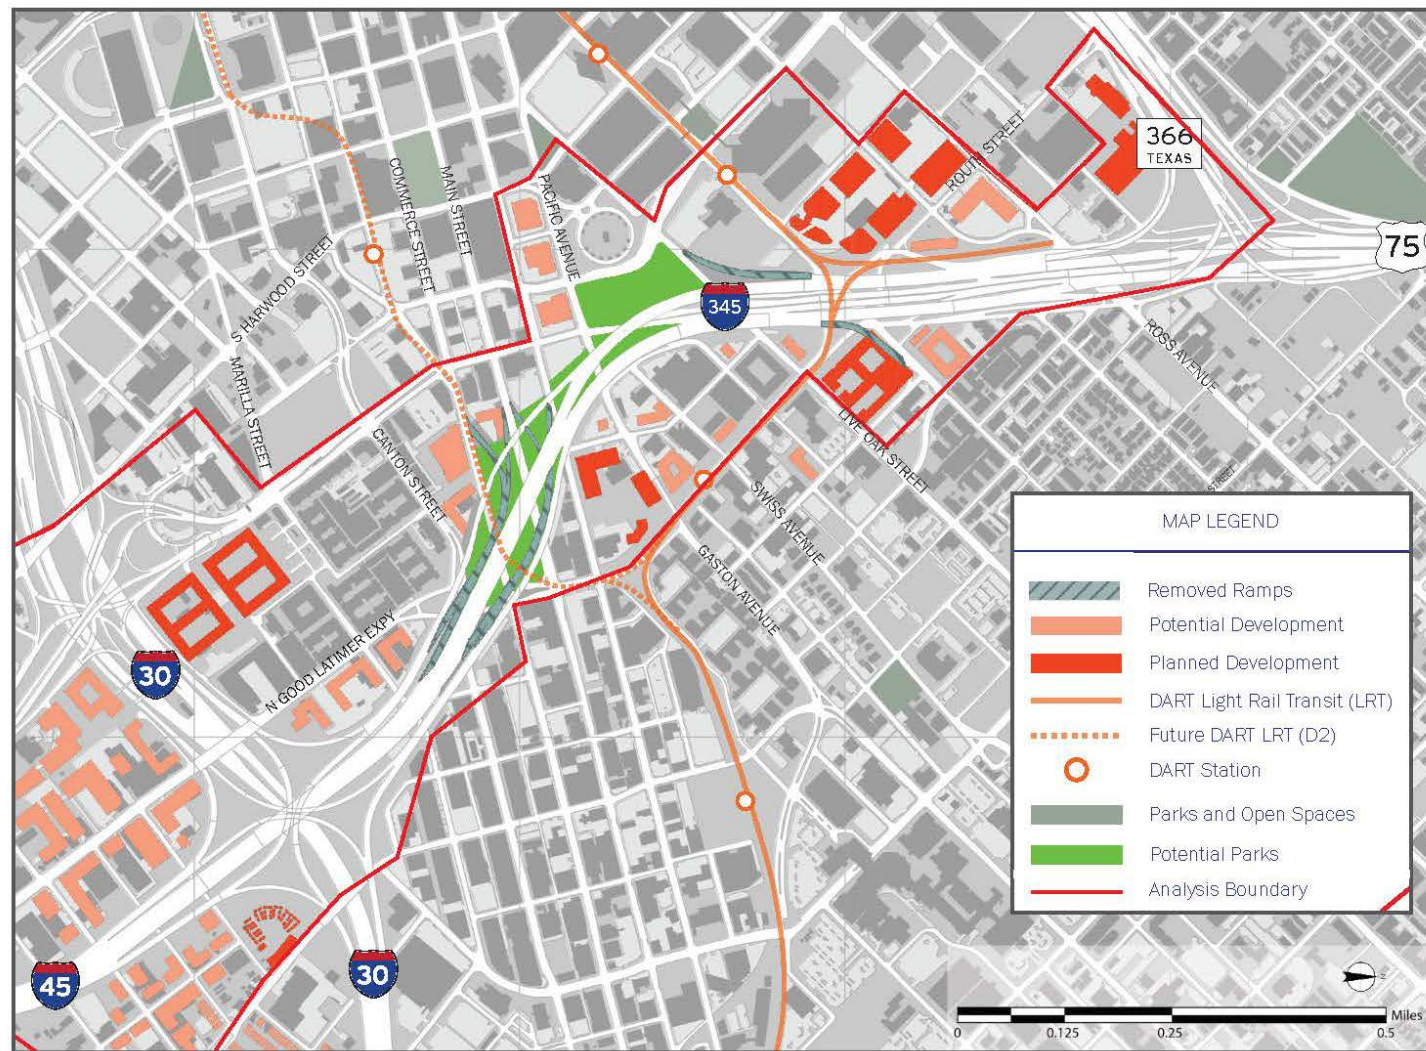 366
TEXAS
75
345
30
30
45
COMMERCE STREET
MAIN STREET
PACIFIC AVENUE
ROUTH STREET
S HARWOOD STREET
MARILLA STREET
CANTON STREET
N GOOD LATIMER EXPY
LIVE OAK STREET
ROSS AVENUE
SWISS AVENUE
GASTON AVENUE
STREET
MAP LEGEND
Removed Ramps
Potential Development
Planned Development
DART Light Rail Transit (LRT)
Future DART LRT (D2)
DART Station
Parks and Open Spaces
Potential Parks
Analysis Boundary
Z
Miles
0 0.125 0.25 0.5